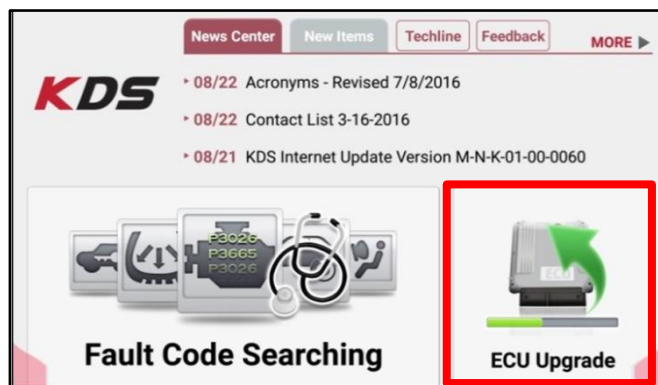 News Center New Items Techline Feedback MORE
KDS
08/22 Acronyms - Revised 7/8/2016
08/22 Contact List 3-16-2016
08/21 KDS Internet Update Version M-N-K-01-00-0060
P3026
P3665
P3026
ECU
Fault Code Searching
ECU Upgrade